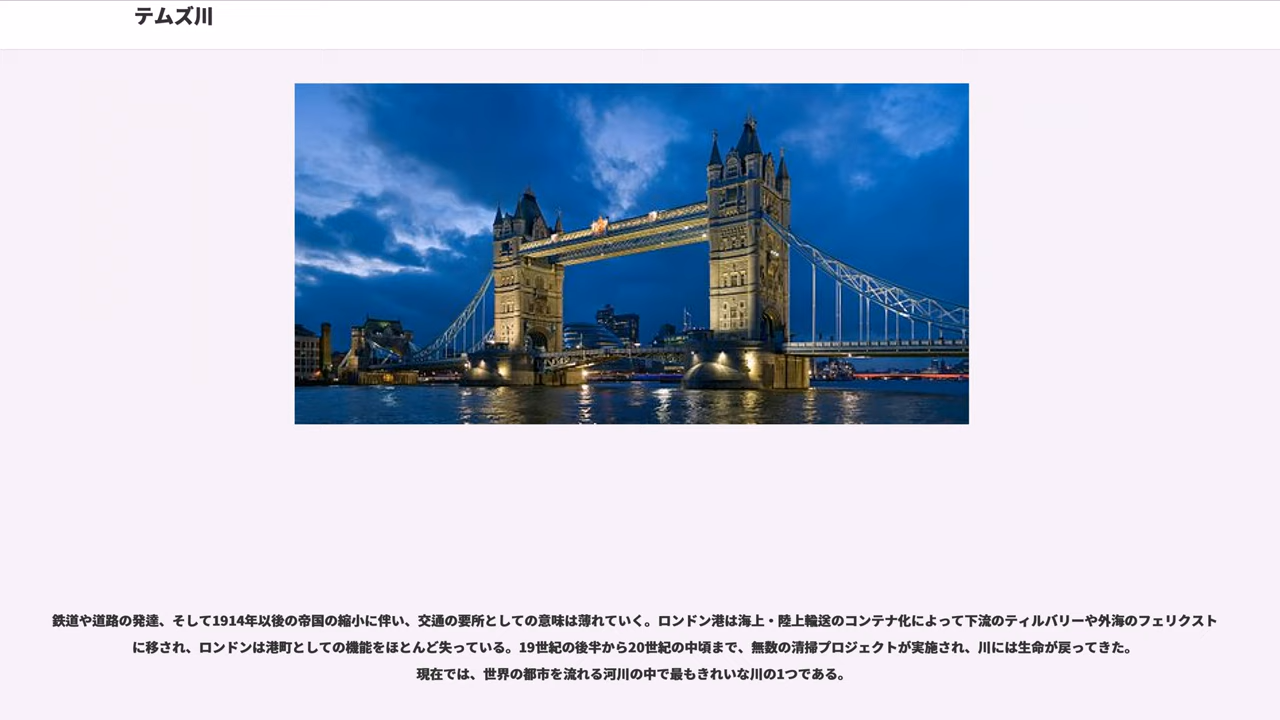 テムズ川
鉄道や道路の発達、そして1914年以後の帝国の縮小に伴い、交通の要所としての意味は薄れていく。ロンドン港は海上・陸上輸送のコンテナ化によって下流のティルバリーや外海のフェリクスト
に移され、ロンドンは港町としての機能をほとんど失っている。19世紀の後半から20世紀の中頃まで、無数の清掃プロジェクトが実施され、川には生命が戻ってきた。
現在では、世界の都市を流れる河川の中で最もきれいな川の1つである。